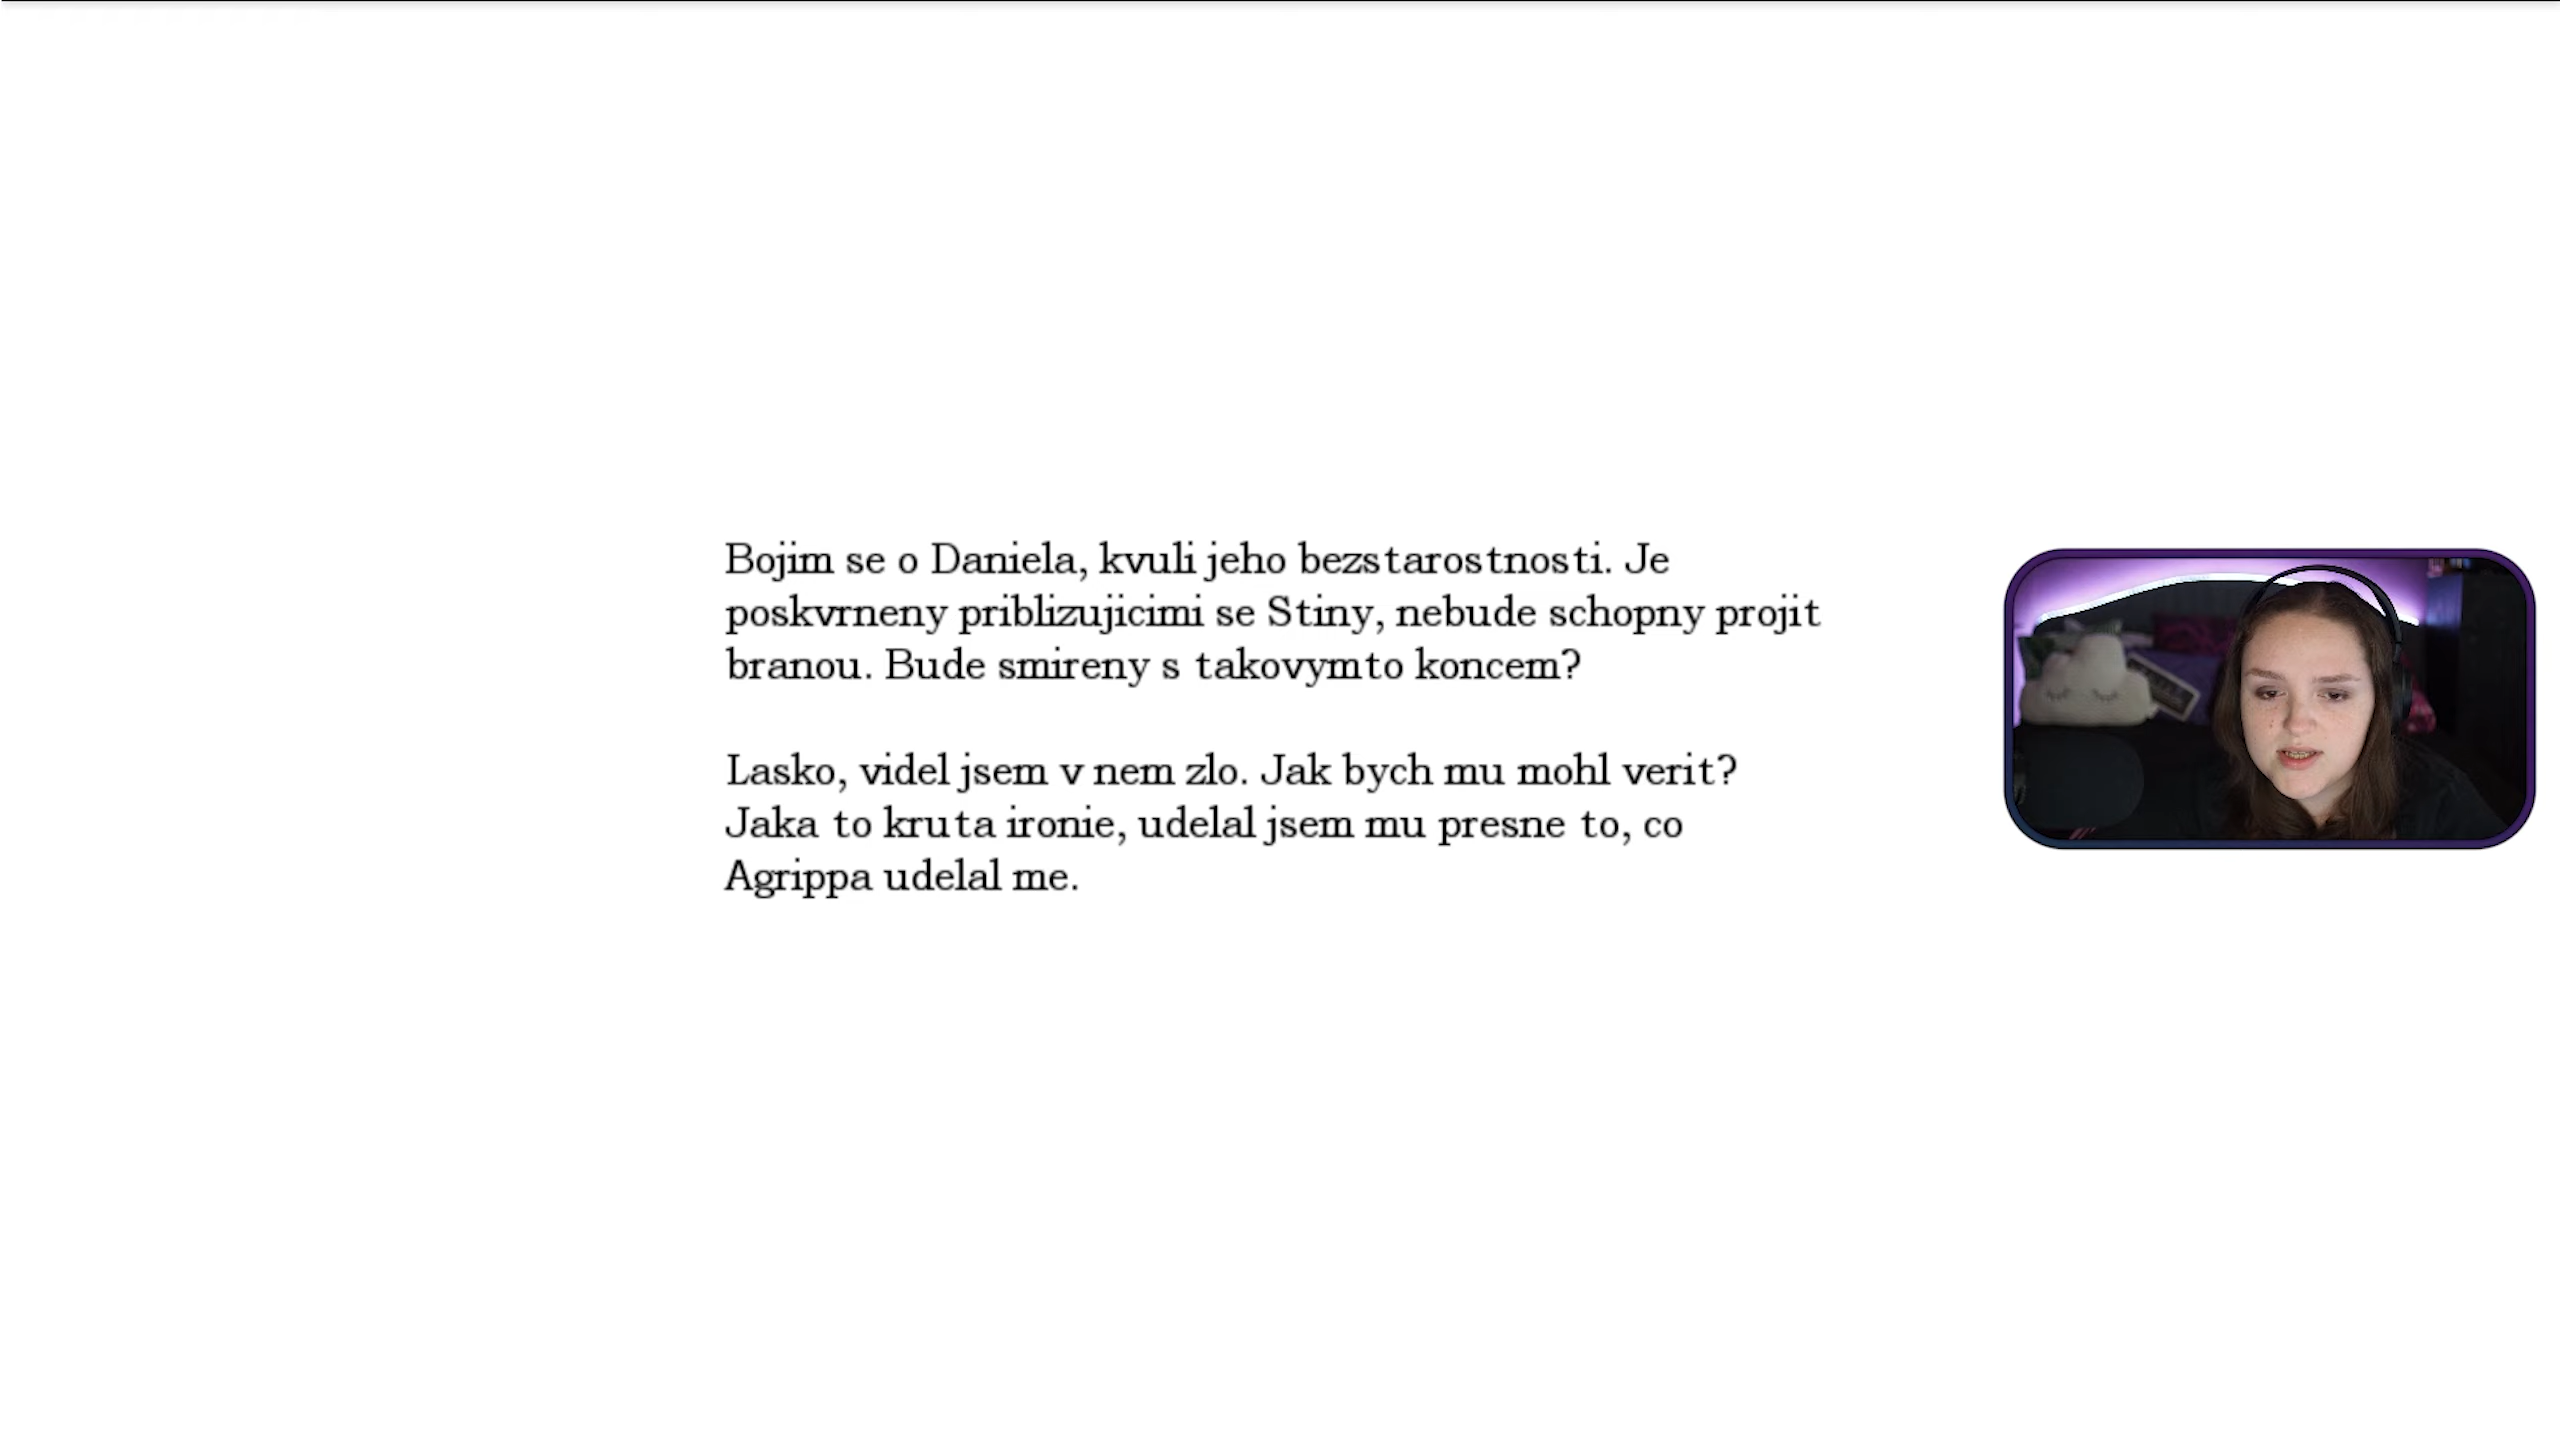 Bojim se o Daniela, kvuli jeho bezstarostnosti. Je
poskvrneny priblizujicimi se Stiny, nebude schopny projit
branou. Bude smireny s takovymto koncem?
Lasko, videl jsem v nem zlo. Jak bych mu mohl verit?
Jaka to kruta ironie, udelal jsem mu presne to, co
Agrippa udelal me.